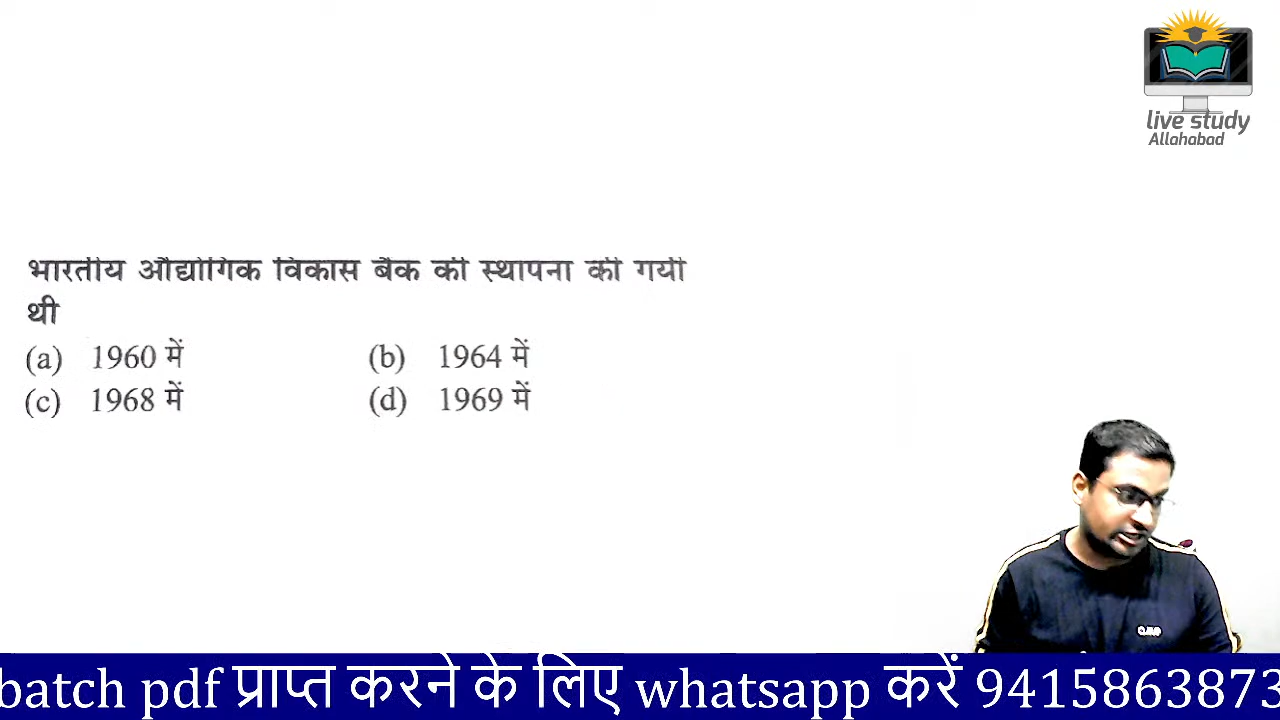 live study
Allahabad
भारतीय औद्योगिक विकास बैंक की स्थापना की गयी
थी
(a) 1960 में (b) 1964 में
(c) 1968 में (d) 1969 में
batch pdf प्राप्त करने के लिए whatsapp करें 9415863873